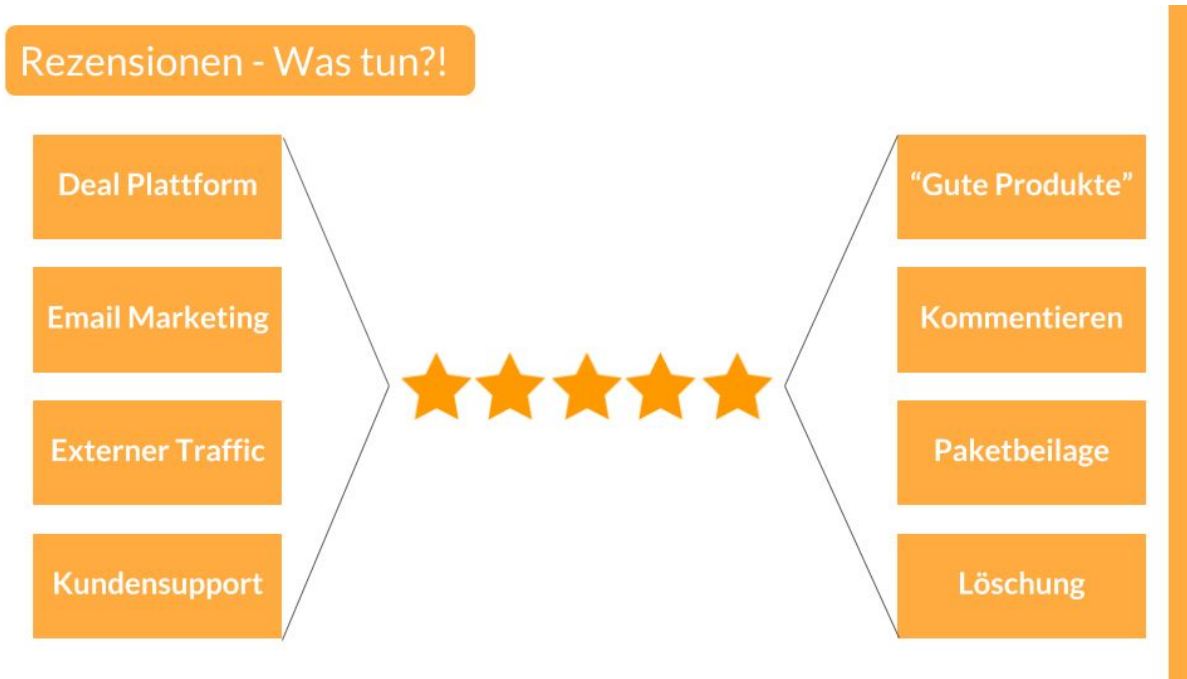 Rezensionen - Was tun?!
Deal Plattform
Email Marketing
Externer Traffic
Kundensupport
“Gute Produkte”
Kommentieren
Paketbeilage
Löschung